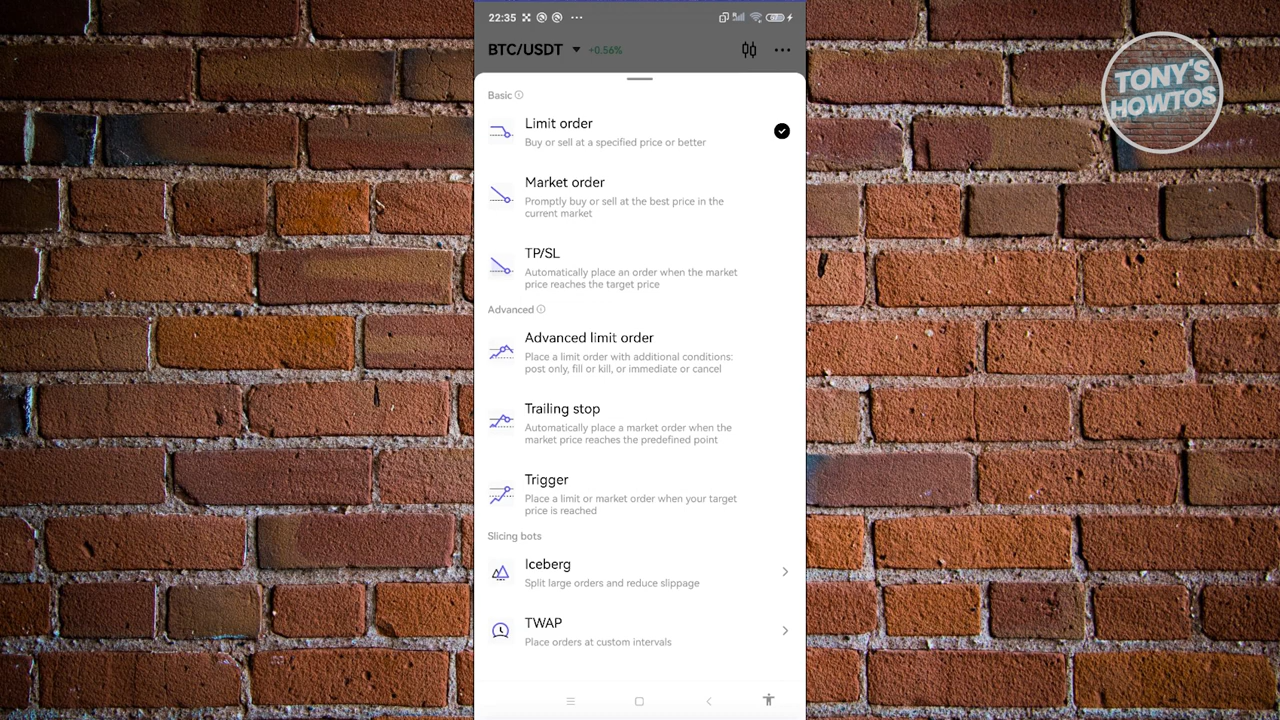 22:35
BTC/USDT +0.56%
TONY'S
HOWTOS
Basic
Limit order
Buy or sell at a specified price or better
Market order
Promptly buy or sell at the best price in the
current market
TP/SL
Automatically place an order when the market
price reaches the target price
Advanced
Advanced limit order
Place a limit order with additional conditions:
post only, fill or kill, or immediate or cancel
Trailing stop
Automatically place a market order when the
market price reaches the predefined point
Trigger
Place a limit or market order when your target
price is reached
Slicing bots
Iceberg
Split large orders and reduce slippage
TWAP
Place orders at custom intervals